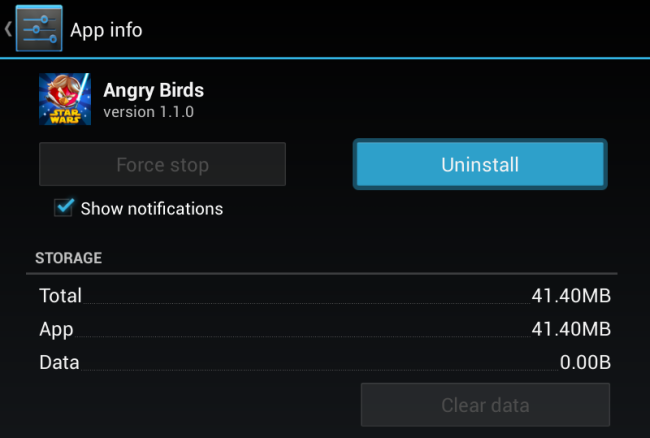 App info
Angry Birds
version 1.1.0
STAR
WARS
Force stop
Uninstall
Show notifications
STORAGE
Total 41.40MB
App 41.40MB
Data 0.00B
Clear data